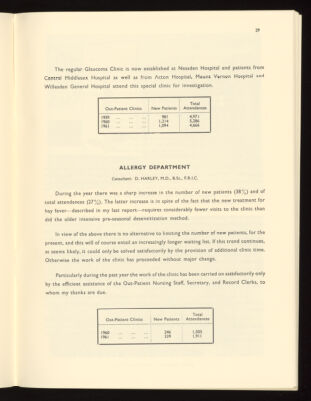 29
The regular Glaucoma Clinic is now established at Neasden Hospital and patients from
Central Middlesex Hospital as well as from Acton Hospital, Mount Vernon Hospital and
Willesden General Hospital attend this special clinic for investigation.
Out-Patient Clinics New Patients Total Attendances
1959 ... ... ... 981 4,971
1960 ... ... ... 1,214 5,286
1961 ... ... ... 1,094 4,666
ALLERGY DEPARTMENT
Consultant: D. HARLEY, M.D., B.Sc., F.R.I.C.
During the year there was a sharp increase in the number of new patients (38%) and of
total attendances (27%). The latter increase is in spite of the fact that the new treatment for
hay fever—described in my last report—requires considerably fewer visits to the clinic than
did the older intensive pre-seasonal desensitization method.
In view of the above there is no alternative to limiting the number of new patients, for the
present, and this will of course entail an increasingly longer waiting list. If this trend continues,
as seems likely, it could only be solved satisfactorily by the provision of additional clinic time.
Otherwise the work of the clinic has proceeded without major change.
Particularly during the past year the work of the clinic has been carried on satisfactorily only
by the efficient assistance of the Out-Patient Nursing Staff, Secretary, and Record Clerks, to
whom my thanks are due.
Out-Patient Clinics New Patients Total Attendances
1960 ... ... ... 246
1961 ... ... ... 339 1,911